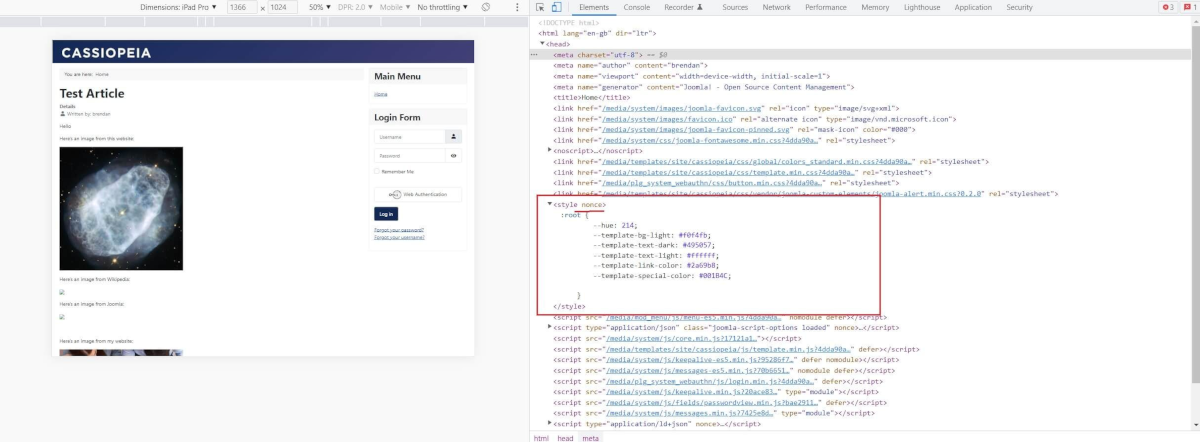 Dimensions: iPad Pro ▼ 1366 × 1024 50% ▼ DPR: 2.0 ▼ Mobile ▼ No throttling ▼
CASSIOPEIA
You are here: Home
Test Article
Details
Written by: brendan
Hello
Here's an image from this website:
Here's an image from Wikipedia:
Here's an image from Joomla:
Here's an image from my website:
Main Menu
Home
Login Form
Username
Password
Remember Me
Web Authentication
Log in
Forgot your password?
Forgot your username?
Elements Console Recorder Sources Network Performance Memory Lighthouse Application Security 3 1
<!DOCTYPE html>
<html lang="en-gb" dir="ltr">
▼<head>
··· <meta charset="utf-8"> == $0
<meta name="author" content="brendan">
<meta name="viewport" content="width=device-width, initial-scale=1">
<meta name="generator" content="Joomla! - Open Source Content Management">
<title>Home</title>
<link href="/media/system/images/joomla-favicon.svg" rel="icon" type="image/svg+xml">
<link href="/media/system/images/favicon.ico" rel="alternate icon" type="image/vnd.microsoft.icon">
<link href="/media/system/images/joomla-favicon-pinned.svg" rel="mask-icon" color="#000">
<link href="/media/system/css/joomla-fontawesome.min.css?4dda90a…" rel="stylesheet">
▶<noscript>…</noscript>
<link href="/media/templates/site/cassiopeia/css/global/colors_standard.min.css?4dda90a…" rel="stylesheet">
<link href="/media/templates/site/cassiopeia/css/template.min.css?4dda90a…" rel="stylesheet">
<link href="/media/plg_system_webauthn/css/button.min.css?4dda90a…" rel="stylesheet">
<link href="/media/templates/site/cassiopeia/css/vendor/joomla-custom-elements/joomla-alert.min.css?0.2.0" rel="stylesheet">
▼<style nonce>
:root {
--hue: 214;
--template-bg-light: #f0f4fb;
--template-text-dark: #495057;
--template-text-light: #ffffff;
--template-link-color: #2a69b8;
--template-special-color: #001B4C;
}
</style>
<script src="/media/mod_menu/js/menu-es5.min.js?4dda90a…" nomodule defer></script>
▶<script type="application/json" class="joomla-script-options loaded" nonce>…</script>
<script src="/media/system/js/core.min.js?17121a1…"></script>
<script src="/media/templates/site/cassiopeia/js/template.min.js?4dda90a…" defer></script>
<script src="/media/system/js/keepalive-es5.min.js?95286f7…" defer nomodule></script>
<script src="/media/system/js/messages-es5.min.js?70b6651…" nomodule defer></script>
<script src="/media/plg_system_webauthn/js/login.min.js?4dda90a…" defer></script>
<script src="/media/system/js/keepalive.min.js?4dda90a…" type="module"></script>
<script src="/media/system/js/fields/passwordview.min.js?bae2911…" defer></script>
<script src="/media/system/js/messages.min.js?7425e8d…" type="module"></script>
▶<script type="application/ld+json" nonce>…</script>
html head meta